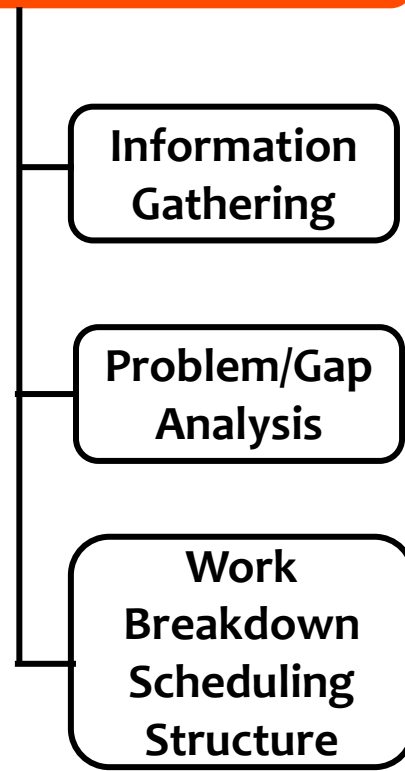 Information
Gathering
Problem/Gap
Analysis
Work
Breakdown
Scheduling
Structure